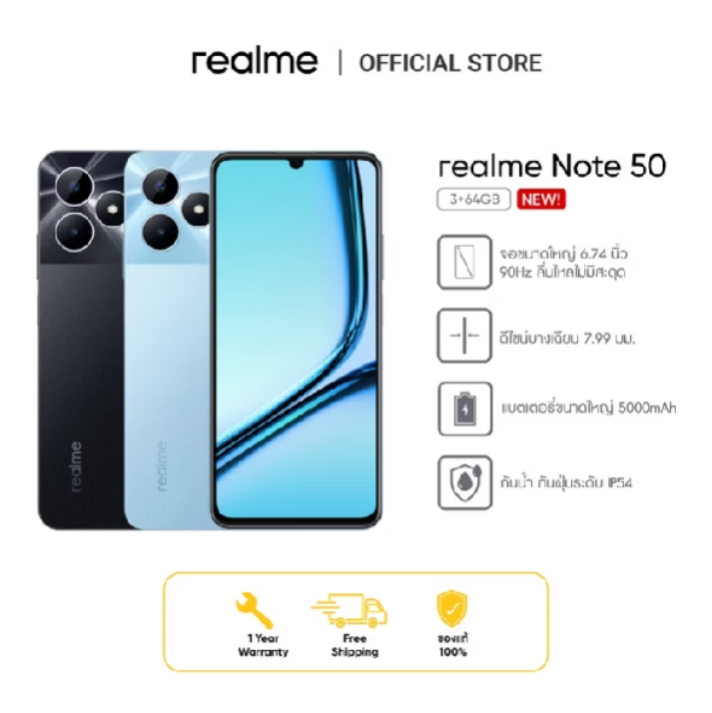 realme | OFFICIAL STORE
realme Note 50
3+64GB NEW!
จอขนาดใหญ่ 6.74 นิ้ว
90Hz ลื่นไหลไม่มีสะดุด
ดีไซน์บางเฉียบ 7.99 มม.
แบตเตอรี่ขนาดใหญ่ 5000mAh
กันน้ำ กันฝุ่นระดับ IP54
realme
realme
1 Year
Warranty
Free
Shipping
ของแท้
100%